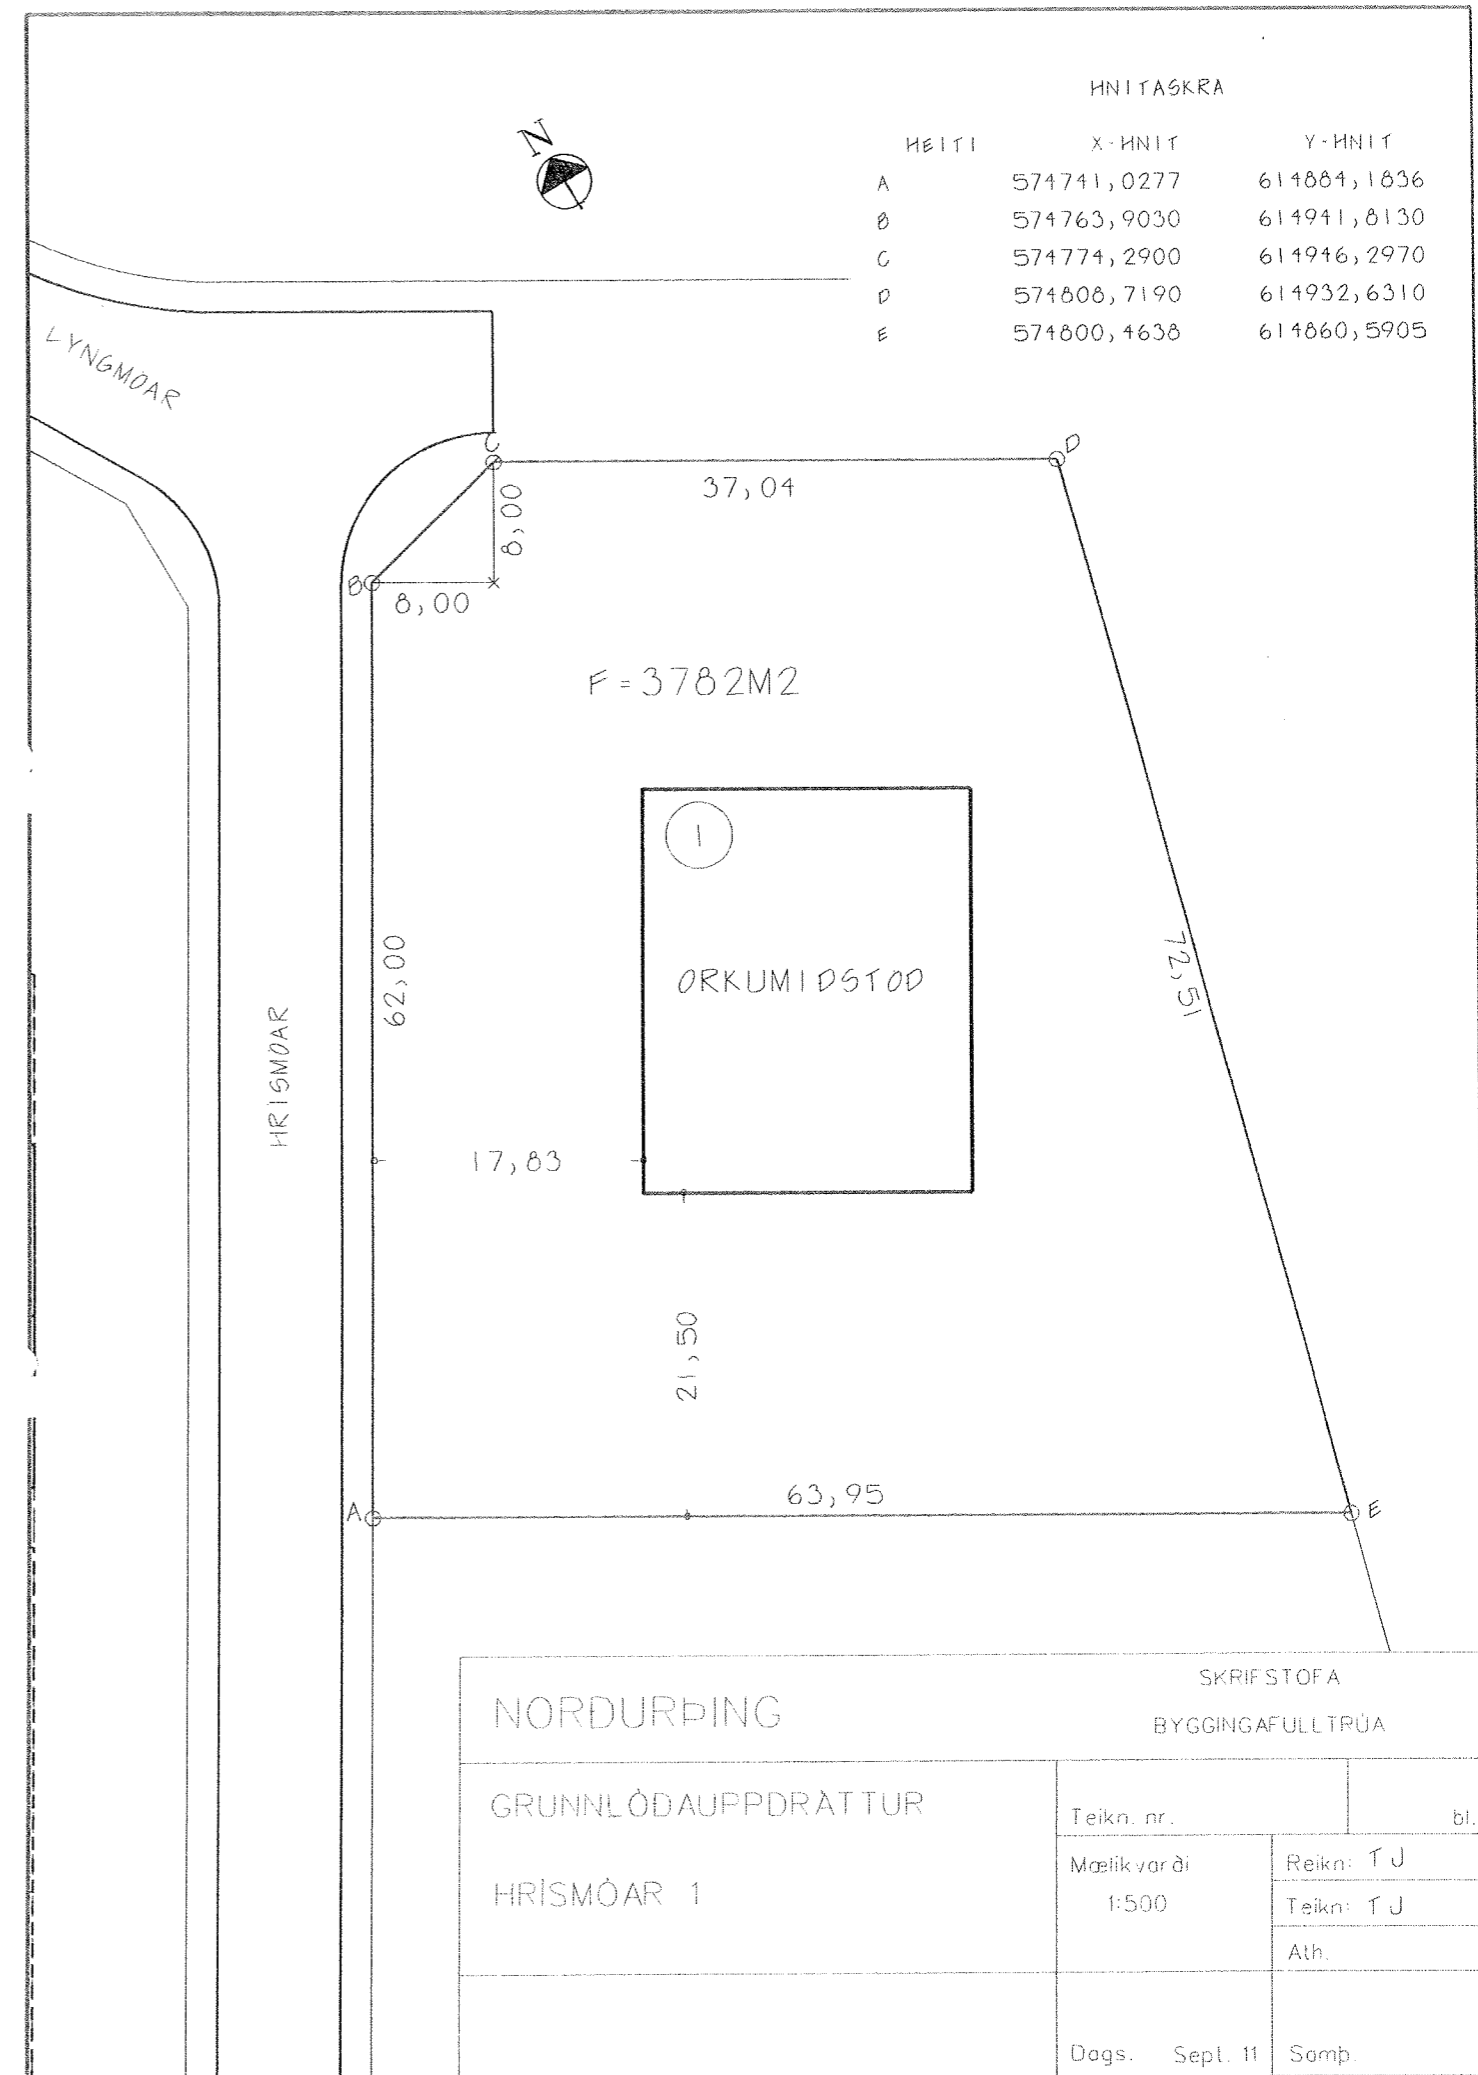 HNITASKRA
HEITI X-HNIT Y-HNIT
A 574741,0277 614884,1836
B 574763,9030 614941,8130
C 574774,2900 614946,2970
D 574808,7190 614932,6310
E 574800,4638 614860,5905
N
LYNGMOAR
C
D
37,04
8,00
B
8,00
F=3782M2
1
62,00
ORKUMIDSTOD
72,51
HRISMOAR
17,83
21,50
63,95
A
E
NORÐURÞING
SKRIFSTOFA
BYGGINGAFULLTRÚA
GRUNNLÓÐAUPPDRÁTTUR
HRÍSMÓAR 1
Teikn. nr.
bl.
Mælikvarði
1:500
Reikn: TJ
Teikn: TJ
Ath.
Dags. Sept. 11
Samþ.